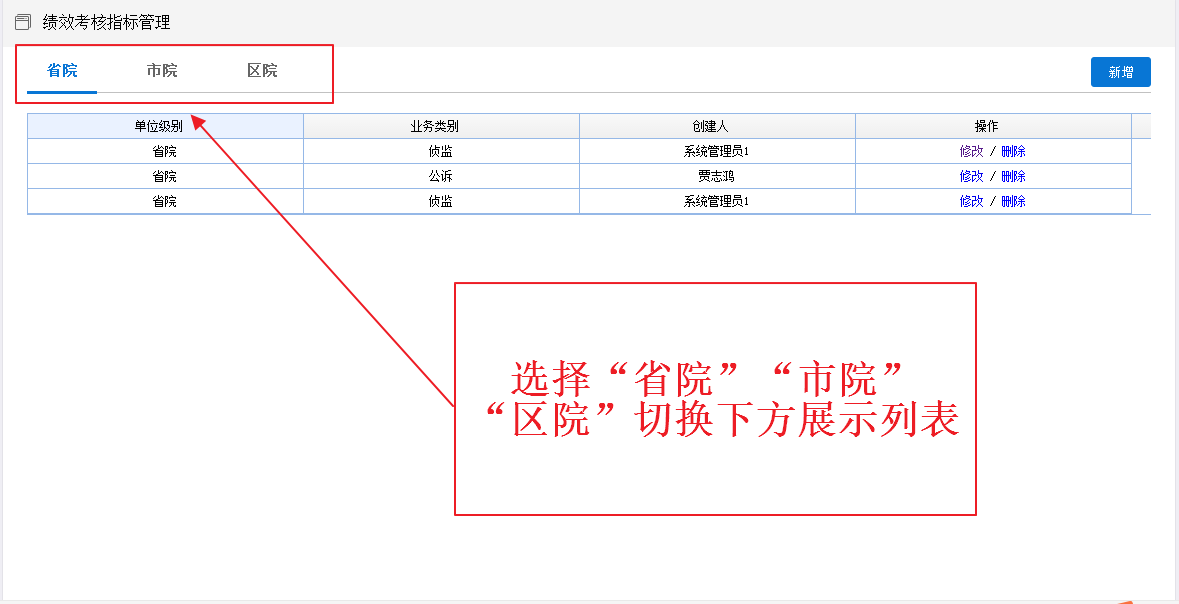 绩效考核指标管理
省院 市院 区院 新增
单位级别 业务类别 创建人 操作
省院 侦监 系统管理员1 修改 / 删除
省院 公诉 贾志鸿 修改 / 删除
省院 侦监 系统管理员1 修改 / 删除
选择“省院”“市院”
“区院”切换下方展示列表